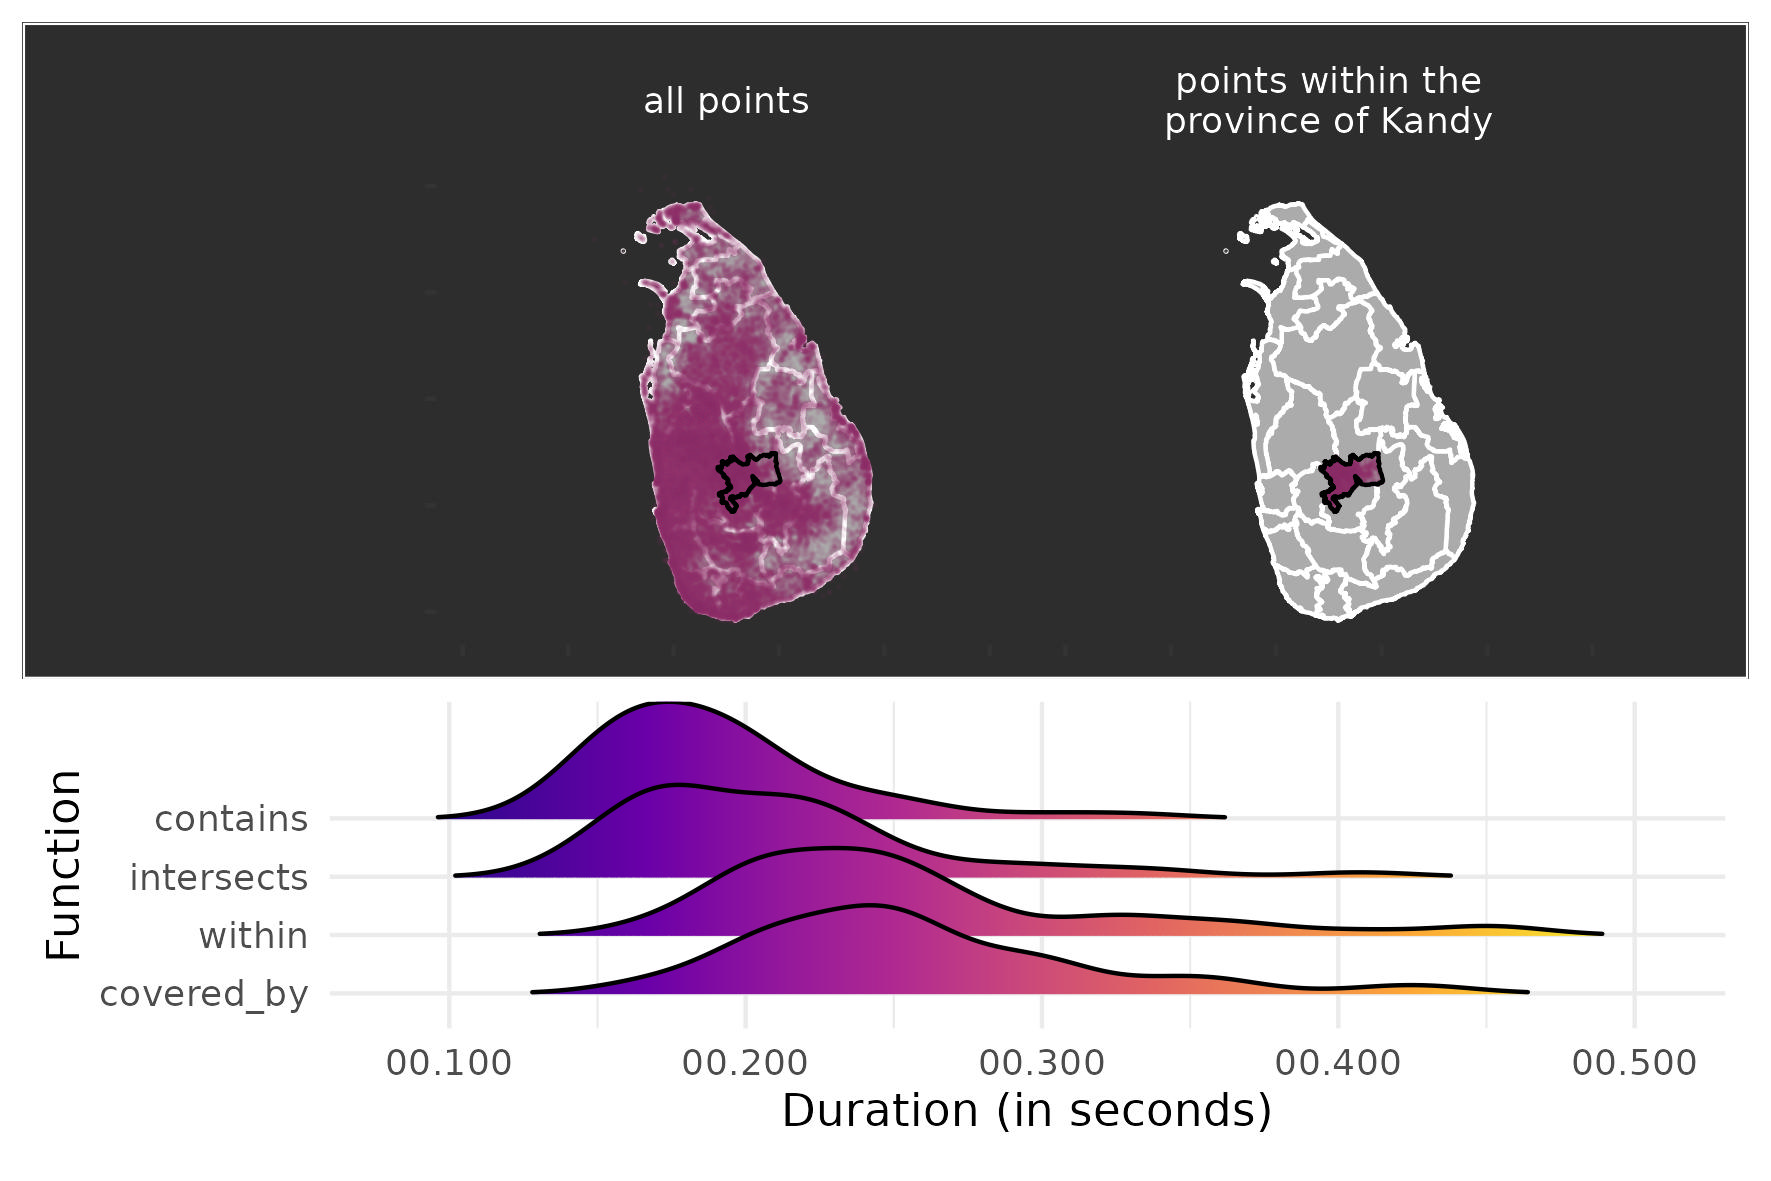 all points
points within the
province of Kandy
Function
contains
intersects
within
covered_by
00.100 00.200 00.300 00.400 00.500
Duration (in seconds)